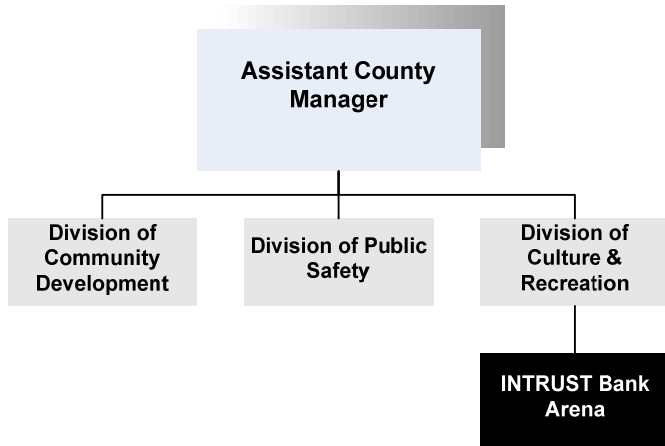 Assistant County
Manager
Division of
Community
Development
Division of Public
Safety
Division of
Culture &
Recreation
INTRUST Bank
Arena